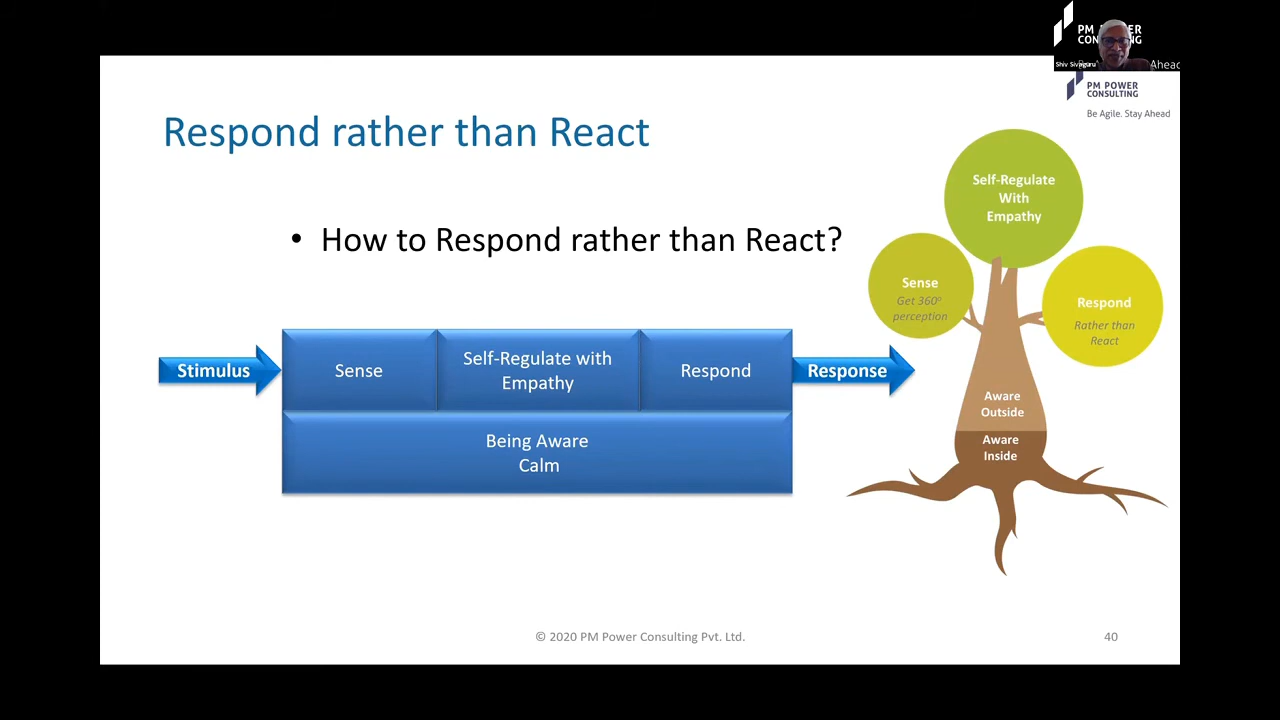 PM POWER
CONSULTING
Shiv Sivaguru
Ahead
PM POWER
CONSULTING
Be Agile. Stay Ahead
Respond rather than React
• How to Respond rather than React?
Stimulus
Sense
Self-Regulate with
Empathy
Respond
Response
Being Aware
Calm
Self-Regulate
With
Empathy
Sense
Get 360°
perception
Respond
Rather than
React
Aware
Outside
Aware
Inside
© 2020 PM Power Consulting Pvt. Ltd.
40